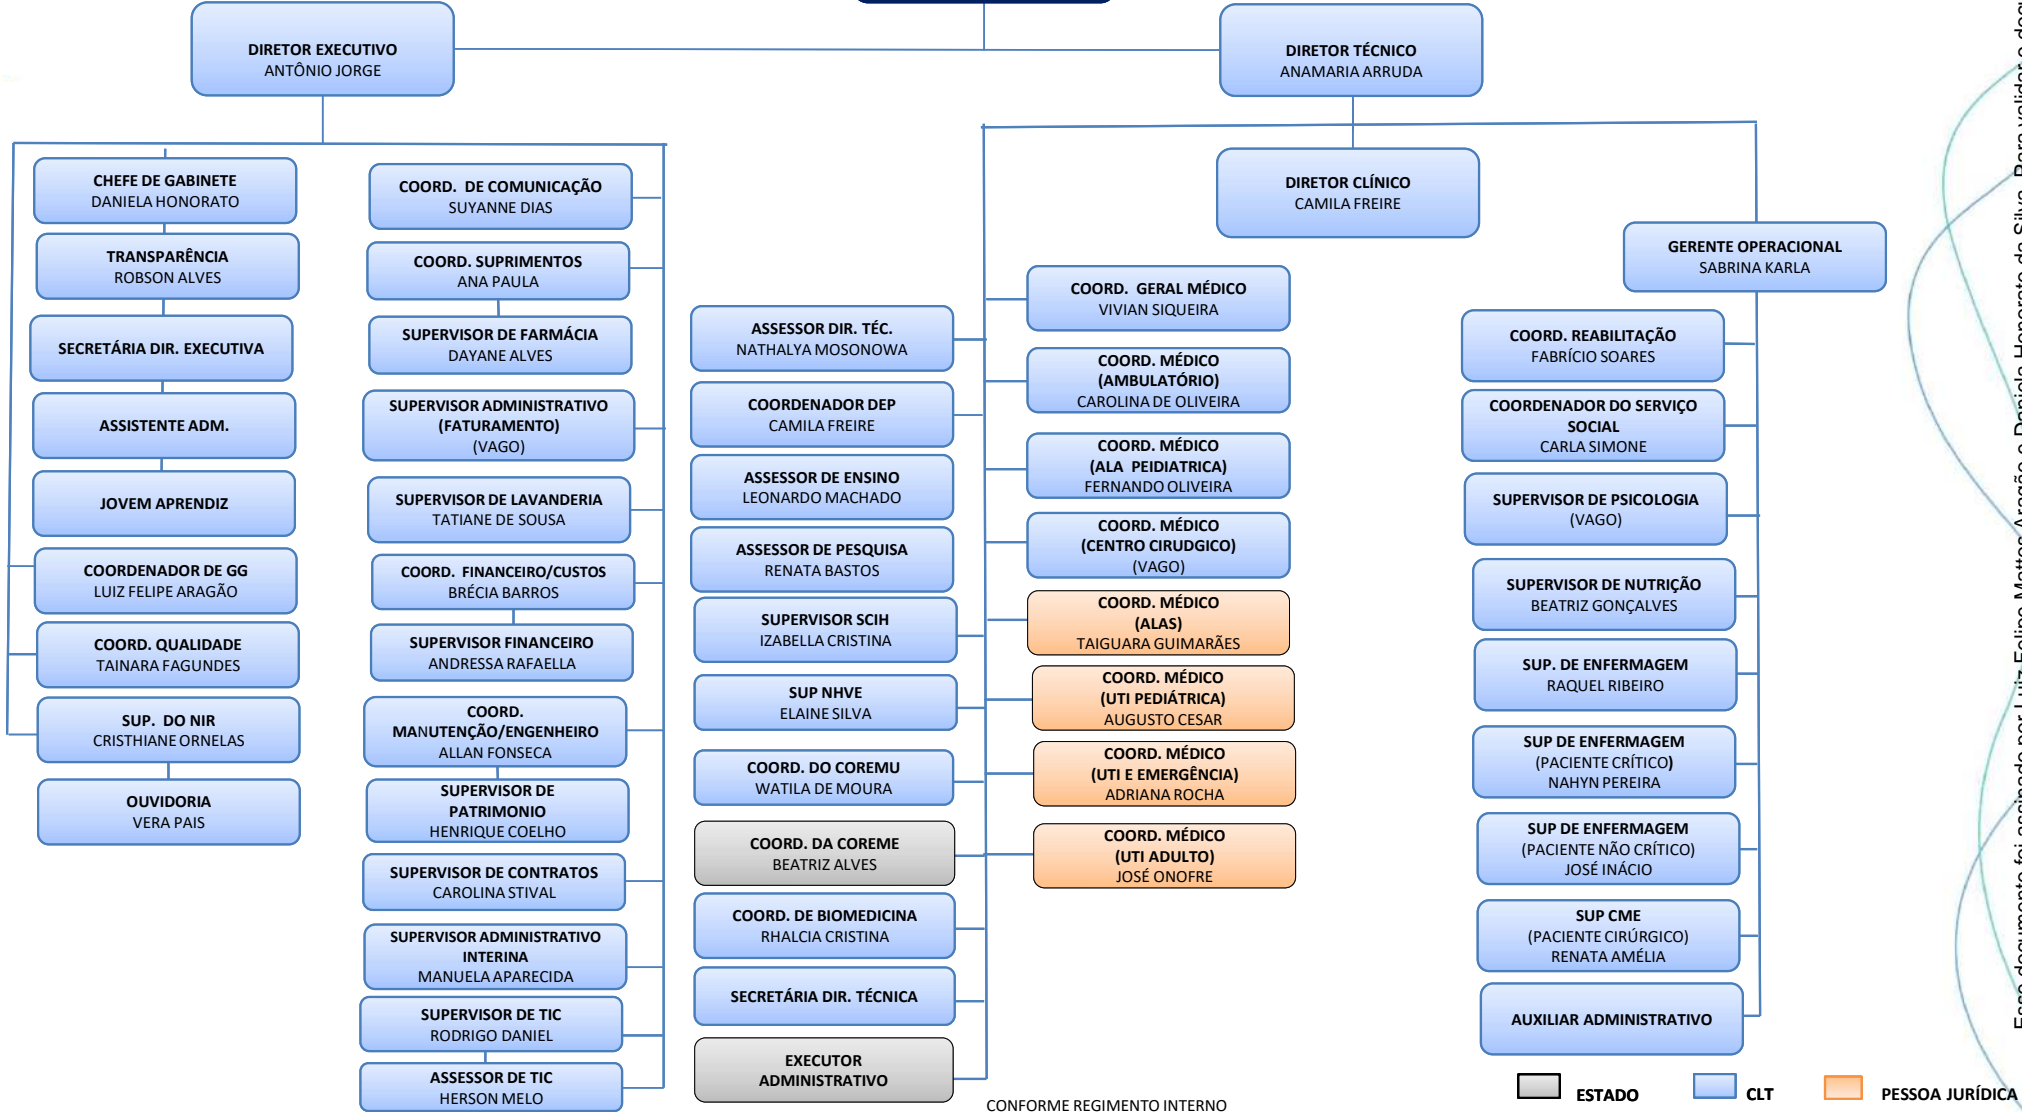 DIRETOR EXECUTIVO
ANTÔNIO JORGE
DIRETOR TÉCNICO
ANAMARIA ARRUDA
DIRETOR CLÍNICO
CAMILA FREIRE
CHEFE DE GABINETE
DANIELA HONORATO
TRANSPARÊNCIA
ROBSON ALVES
SECRETÁRIA DIR. EXECUTIVA
ASSISTENTE ADM.
JOVEM APRENDIZ
COORDENADOR DE GG
LUIZ FELIPE ARAGÃO
COORD. QUALIDADE
TAINARA FAGUNDES
SUP. DO NIR
CRISTHIANE ORNELAS
OUVIDORIA
VERA PAIS
COORD. DE COMUNICAÇÃO
SUYANNE DIAS
COORD. SUPRIMENTOS
ANA PAULA
SUPERVISOR DE FARMÁCIA
DAYANE ALVES
SUPERVISOR ADMINISTRATIVO
(FATURAMENTO)
(VAGO)
SUPERVISOR DE LAVANDERIA
TATIANE DE SOUSA
COORD. FINANCEIRO/CUSTOS
BRÉCIA BARROS
SUPERVISOR FINANCEIRO
ANDRESSA RAFAELLA
COORD.
MANUTENÇÃO/ENGENHEIRO
ALLAN FONSECA
SUPERVISOR DE
PATRIMONIO
HENRIQUE COELHO
SUPERVISOR DE CONTRATOS
CAROLINA STIVAL
SUPERVISOR ADMINISTRATIVO
INTERINA
MANUELA APARECIDA
SUPERVISOR DE TIC
RODRIGO DANIEL
ASSESSOR DE TIC
HERSON MELO
ASSESSOR DIR. TÉC.
NATHALYA MOSONOWA
COORDENADOR DEP
CAMILA FREIRE
ASSESSOR DE ENSINO
LEONARDO MACHADO
ASSESSOR DE PESQUISA
RENATA BASTOS
SUPERVISOR SCIH
IZABELLA CRISTINA
SUP NHVE
ELAINE SILVA
COORD. DO COREMU
WATILA DE MOURA
COORD. DA COREME
BEATRIZ ALVES
COORD. DE BIOMEDICINA
RHALCIA CRISTINA
SECRETÁRIA DIR. TÉCNICA
EXECUTOR
ADMINISTRATIVO
COORD. GERAL MÉDICO
VIVIAN SIQUEIRA
COORD. MÉDICO
(AMBULATÓRIO)
CAROLINA DE OLIVEIRA
COORD. MÉDICO
(ALA PEIDIATRICA)
FERNANDO OLIVEIRA
COORD. MÉDICO
(CENTRO CIRUDGICO)
(VAGO)
COORD. MÉDICO
(ALAS)
TAIGUARA GUIMARÃES
COORD. MÉDICO
(UTI PEDIÁTRICA)
AUGUSTO CESAR
COORD. MÉDICO
(UTI E EMERGÊNCIA)
ADRIANA ROCHA
COORD. MÉDICO
(UTI ADULTO)
JOSÉ ONOFRE
GERENTE OPERACIONAL
SABRINA KARLA
COORD. REABILITAÇÃO
FABRÍCIO SOARES
COORDENADOR DO SERVIÇO
SOCIAL
CARLA SIMONE
SUPERVISOR DE PSICOLOGIA
(VAGO)
SUPERVISOR DE NUTRIÇÃO
BEATRIZ GONÇALVES
SUP. DE ENFERMAGEM
RAQUEL RIBEIRO
SUP DE ENFERMAGEM
(PACIENTE CRÍTICO)
NAHYN PEREIRA
SUP DE ENFERMAGEM
(PACIENTE NÃO CRÍTICO)
JOSÉ INÁCIO
SUP CME
(PACIENTE CIRÚRGICO)
RENATA AMÉLIA
AUXILIAR ADMINISTRATIVO
CONFORME REGIMENTO INTERNO
ESTADO
CLT
PESSOA JURÍDICA
foi assinado por Luiz Felipe Mattos Aragão e Daniela Honorato da Silva. Para validar o